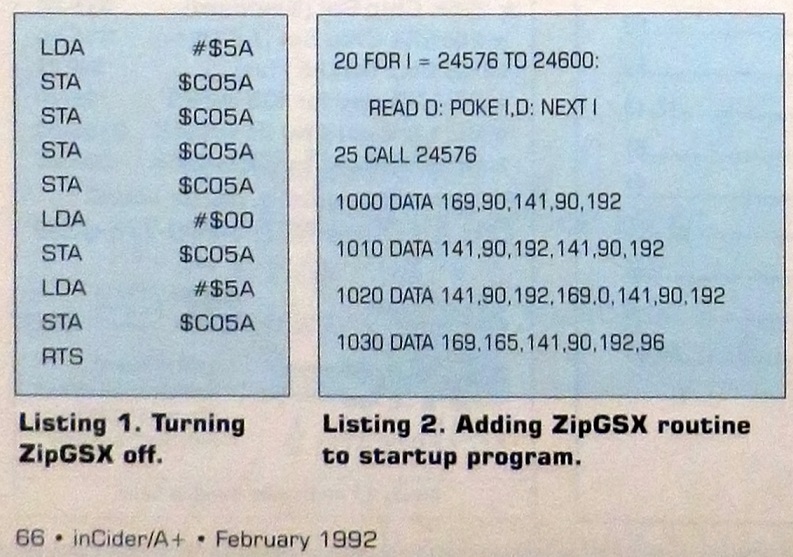 LDA #$5A
STA $C05A
STA $C05A
STA $C05A
STA $C05A
LDA #$00
STA $C05A
LDA #$5A
STA $C05A
RTS
Listing 1. Turning
ZipGSX off.
20 FOR I = 24576 TO 24600:
READ D: POKE I,D: NEXT I
25 CALL 24576
1000 DATA 169,90,141,90,192
1010 DATA 141,90,192,141,90,192
1020 DATA 141,90,192,169,0,141,90,192
1030 DATA 169,165,141,90,192,96
Listing 2. Adding ZipGSX routine
to startup program.
66 • inCider/A+ • February 1992